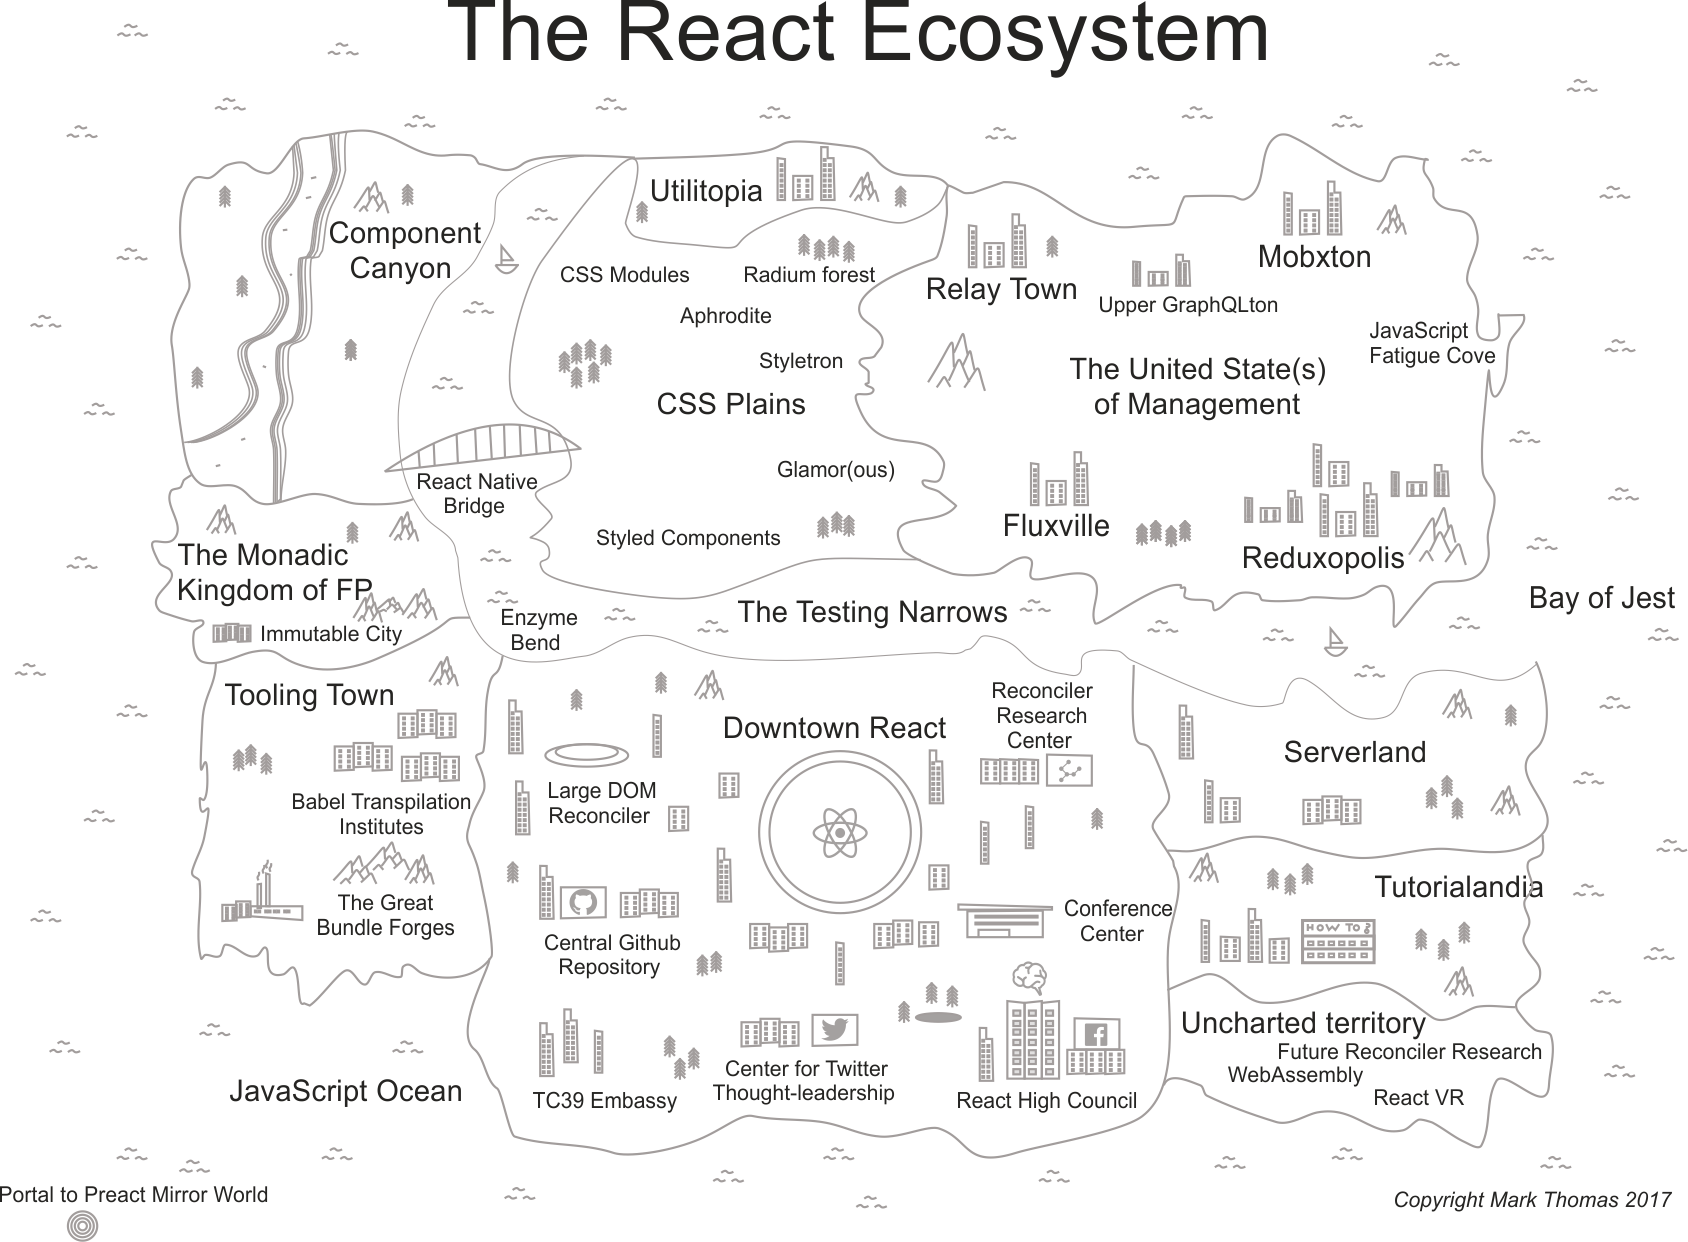 The React Ecosystem
Utilitopia
Component
Canyon
CSS Modules
Radium forest
Aphrodite
Styletron
CSS Plains
Glamor(ous)
Styled Components
React Native
Bridge
Relay Town
Upper GraphQLton
Mobxton
JavaScript
Fatigue Cove
The United State(s)
of Management
Fluxville
Reduxopolis
The Monadic
Kingdom of FP
Immutable City
Enzyme
Bend
The Testing Narrows
Bay of Jest
Tooling Town
Babel Transpilation
Institutes
The Great
Bundle Forges
Downtown React
Reconciler
Research
Center
Large DOM
Reconciler
Central Github
Repository
Conference
Center
TC39 Embassy
Center for Twitter
Thought-leadership
React High Council
Serverland
Tutorialandia
HOW TO ?
Uncharted territory
Future Reconciler Research
WebAssembly
React VR
JavaScript Ocean
Portal to Preact Mirror World
Copyright Mark Thomas 2017